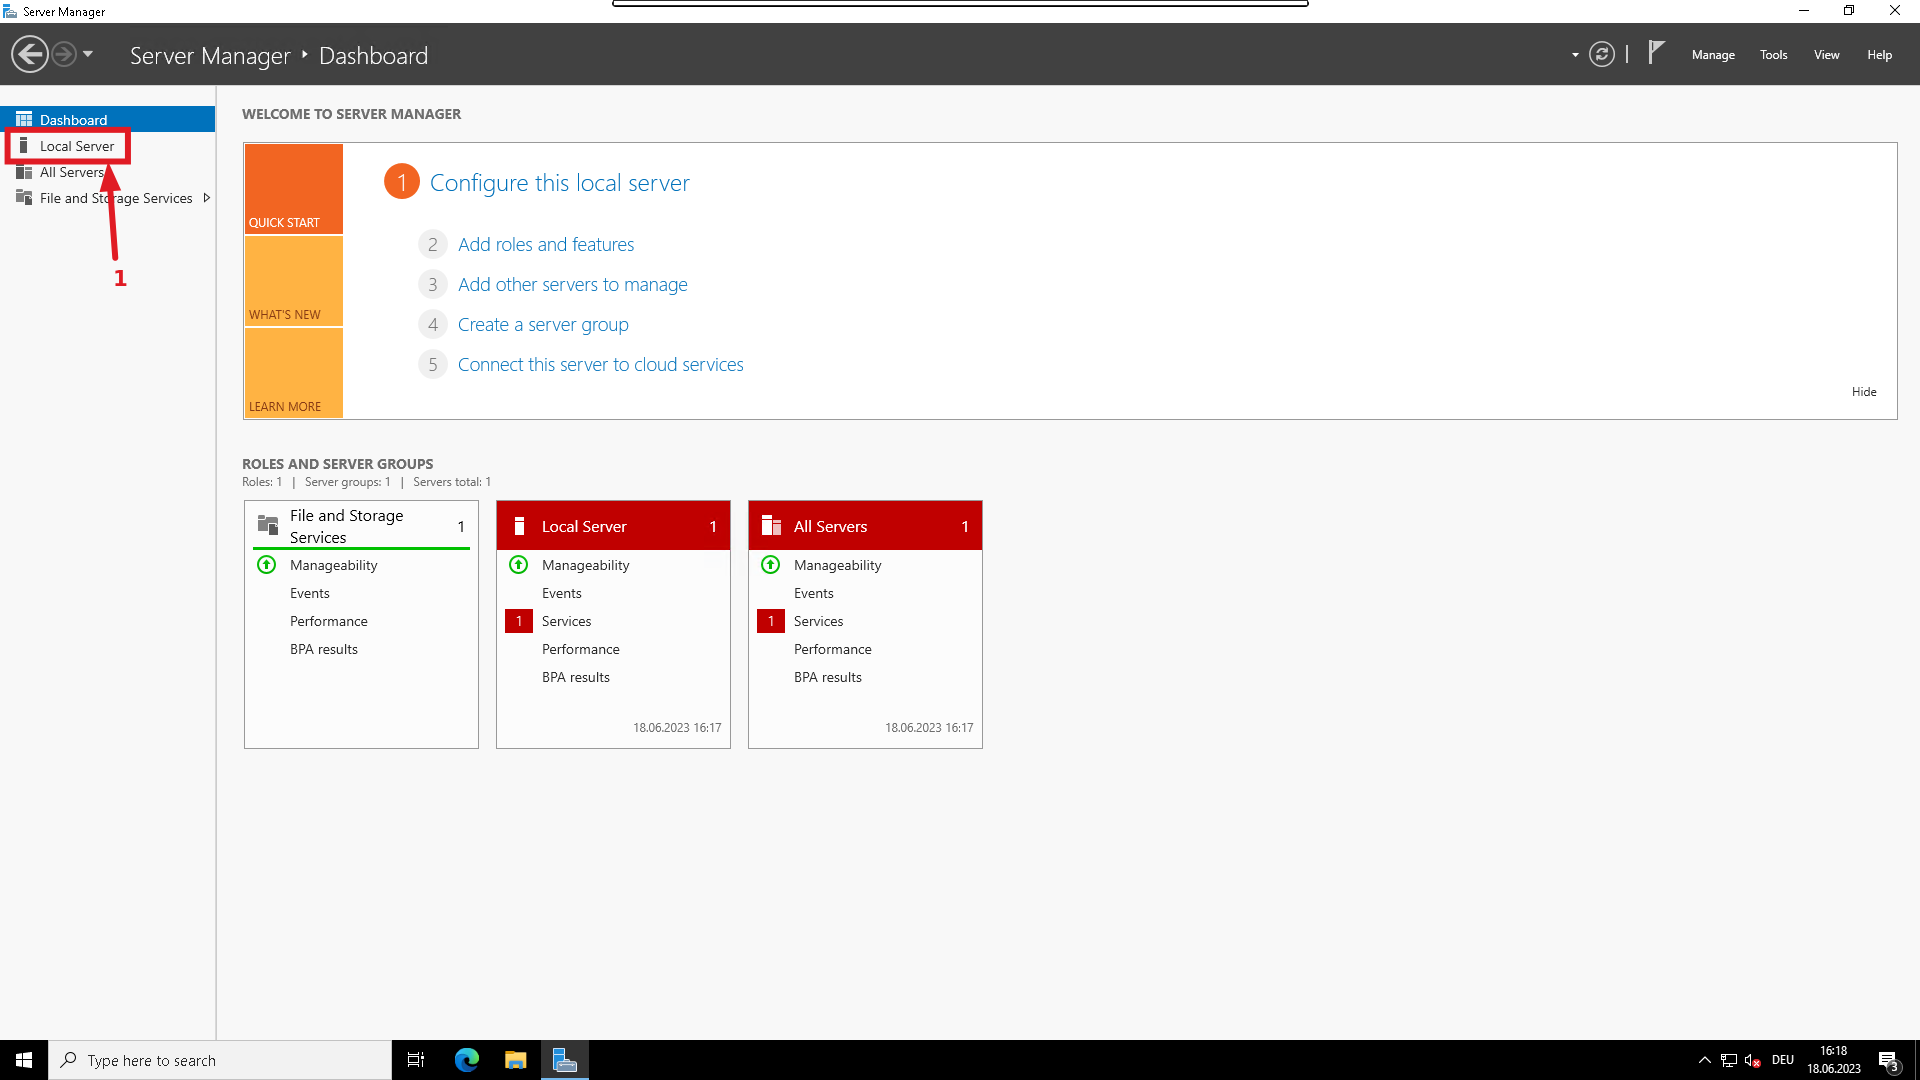 Server Manager
Server Manager ‣ Dashboard
Manage
Tools
View
Help
Dashboard
Local Server
All Servers
File and Storage Services
1
WELCOME TO SERVER MANAGER
QUICK START
WHAT'S NEW
LEARN MORE
1 Configure this local server
2 Add roles and features
3 Add other servers to manage
4 Create a server group
5 Connect this server to cloud services
Hide
ROLES AND SERVER GROUPS
Roles: 1 | Server groups: 1 | Servers total: 1
File and Storage
Services
1
Manageability
Events
Performance
BPA results
Local Server 1
Manageability
Events
1 Services
Performance
BPA results
18.06.2023 16:17
All Servers 1
Manageability
Events
1 Services
Performance
BPA results
18.06.2023 16:17
Type here to search
DEU
16:18
18.06.2023
3